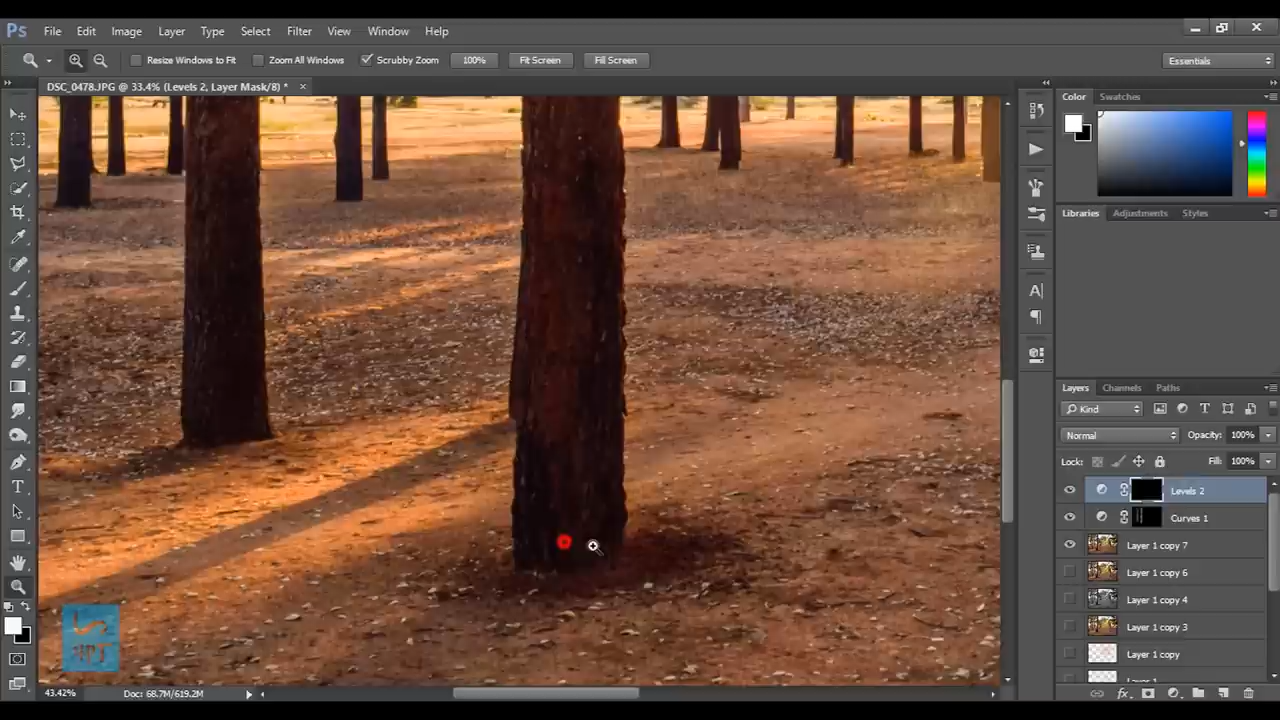 Ps File Edit Image Layer Type Select Filter View Window Help
Resize Windows to Fit Zoom All Windows Scrubby Zoom 100% Fit Screen Fill Screen Essentials
DSC_0478.JPG @ 33.4% (Levels 2, Layer Mask/8) *
Color Swatches
Libraries Adjustments Styles
Layers Channels Paths
Kind
Normal Opacity: 100%
Lock: Fill: 100%
Levels 2
Curves 1
Layer 1 copy 7
Layer 1 copy 6
Layer 1 copy 4
Layer 1 copy 3
Layer 1 copy
43.42% Doc: 68.7M/619.2M